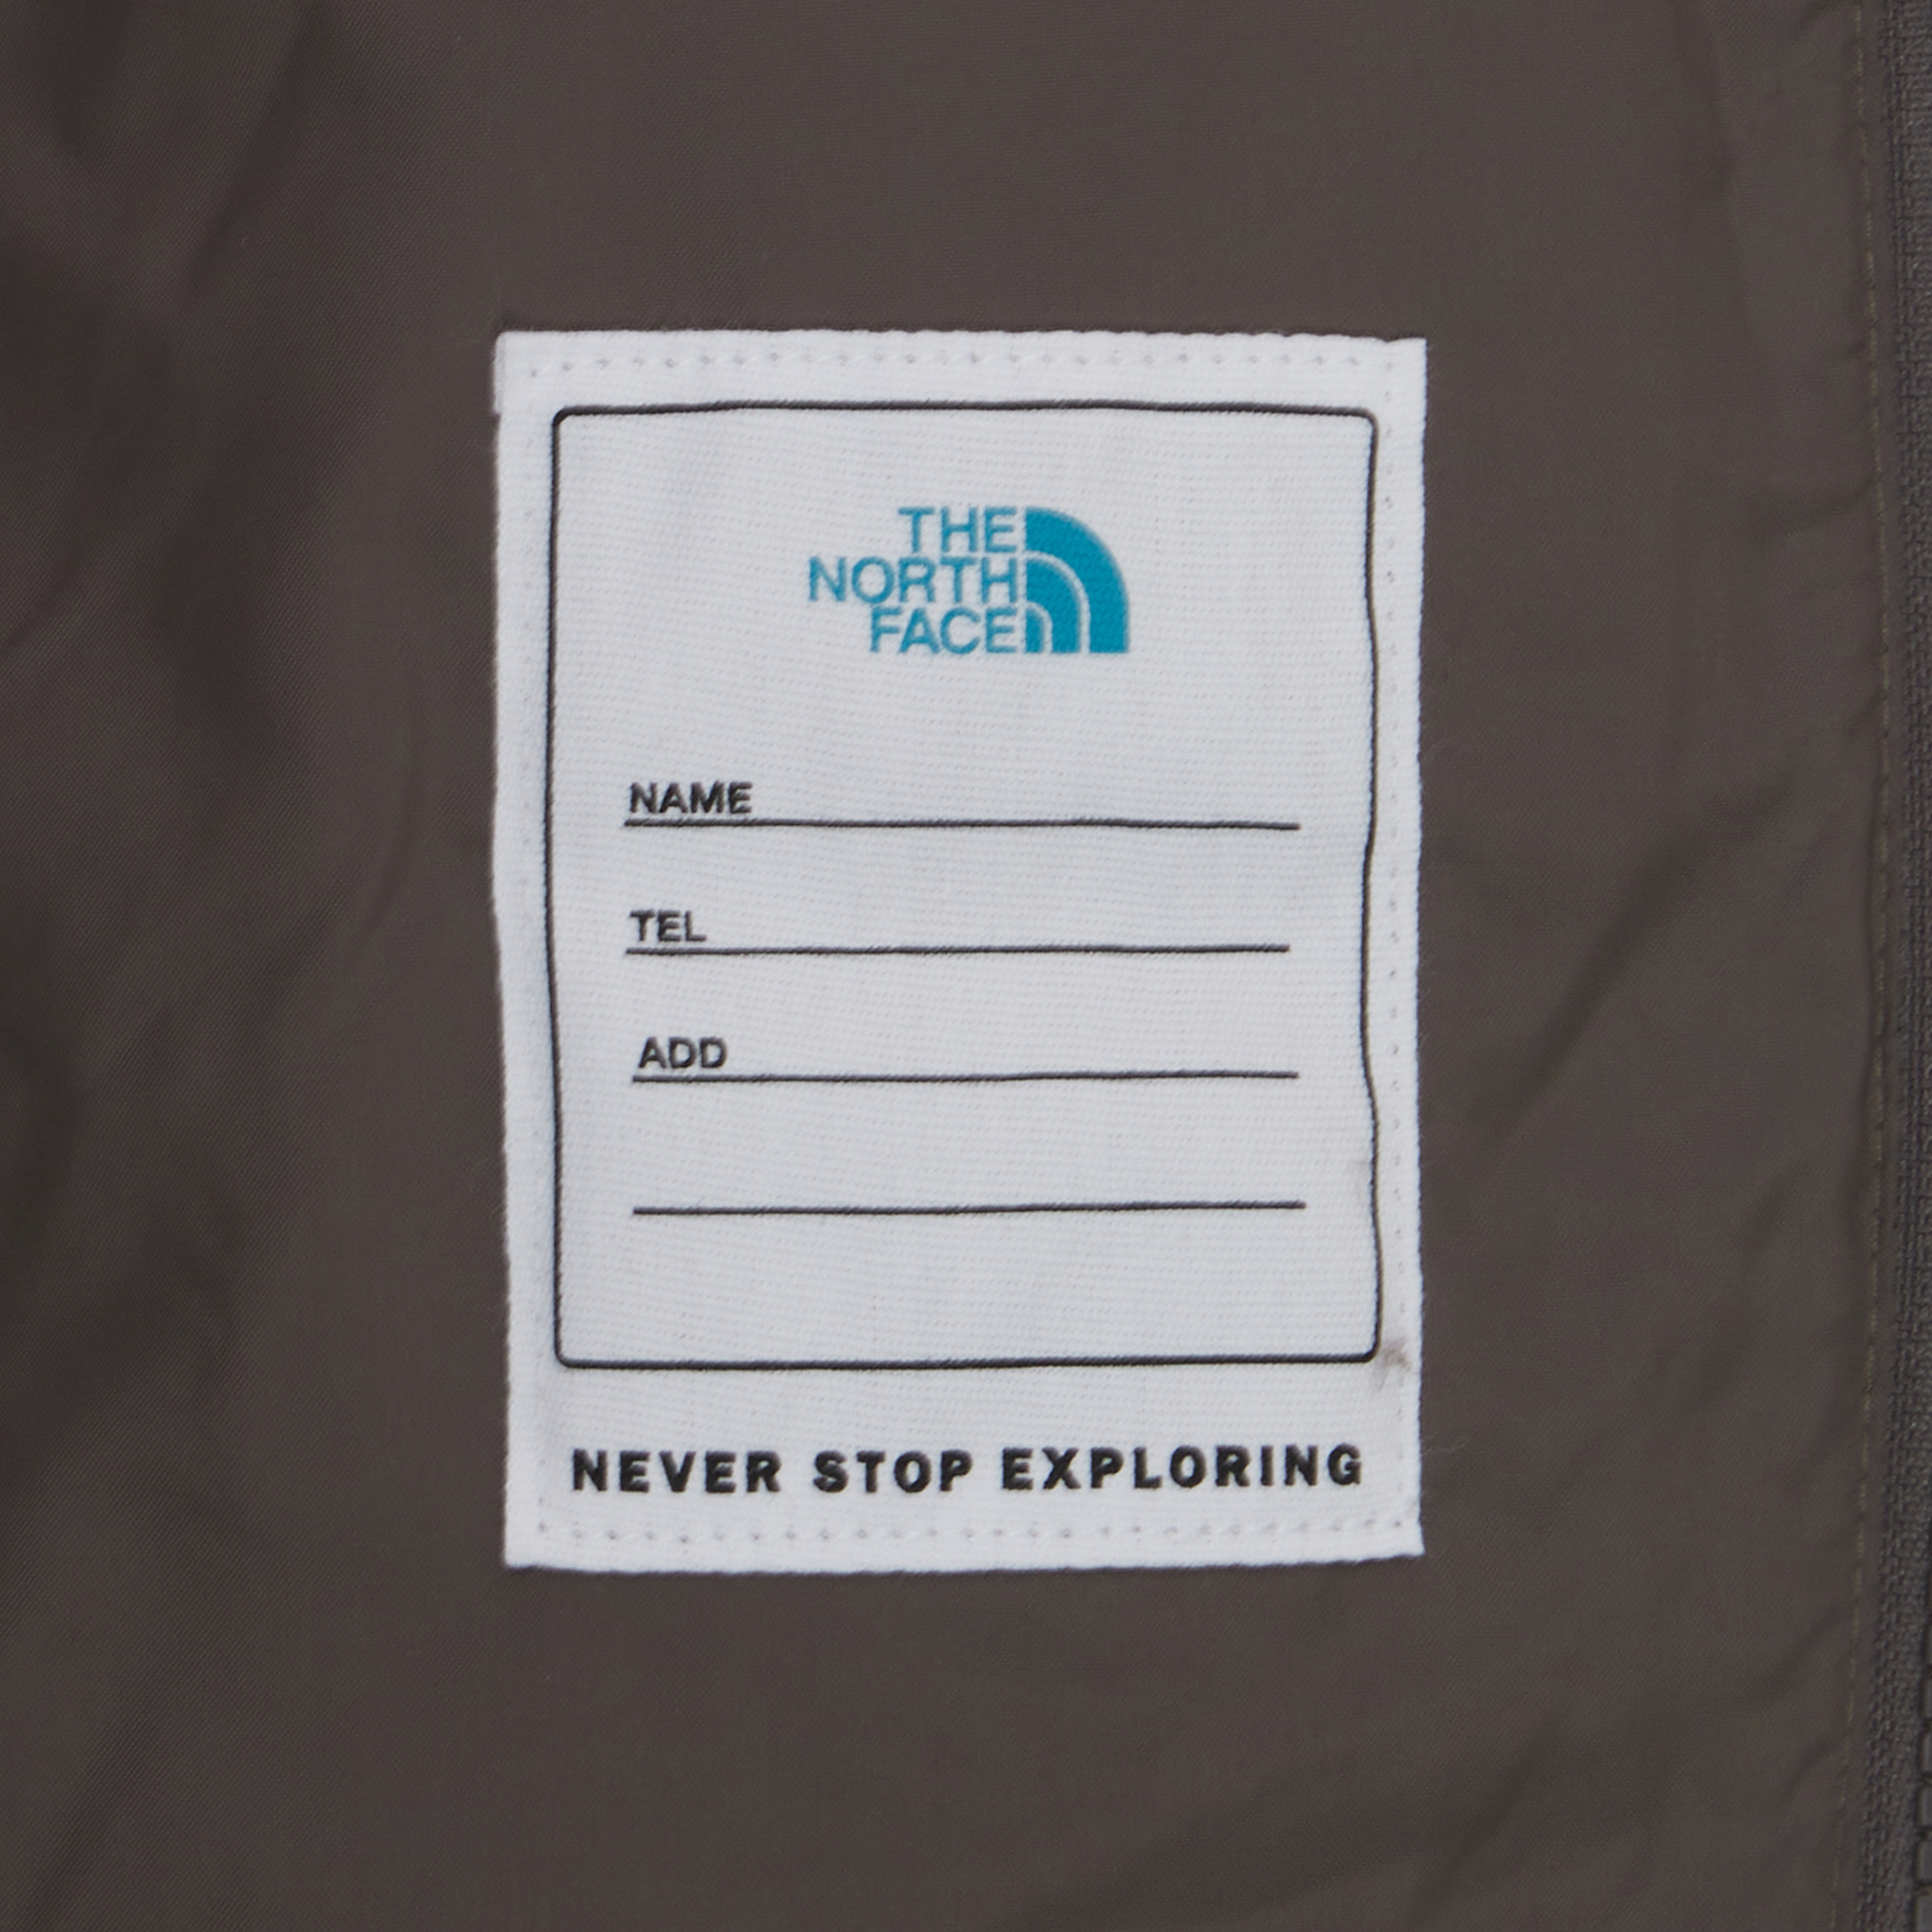 THE
NORTH
FACE
NAME
TEL
ADD
NEVER STOP EXPLORING